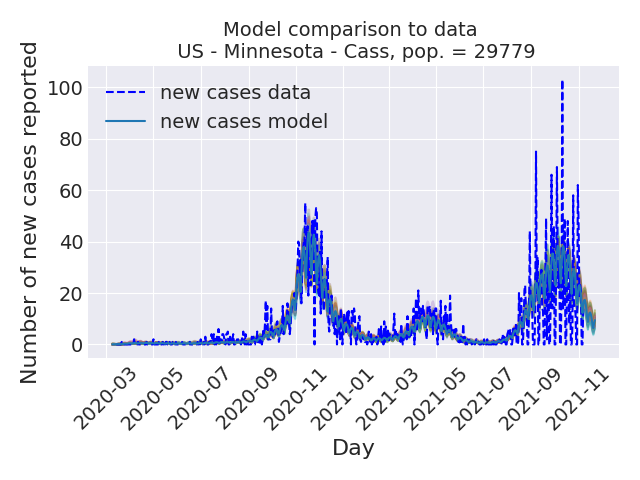 Model comparison to data
US - Minnesota - Cass, pop. = 29779
Number of new cases reported
100
80
60
40
20
0
new cases data
new cases model
2020-03
2020-05
2020-07
2020-09
2020-11
2021-01
2021-03
2021-05
2021-07
2021-09
2021-11
Day